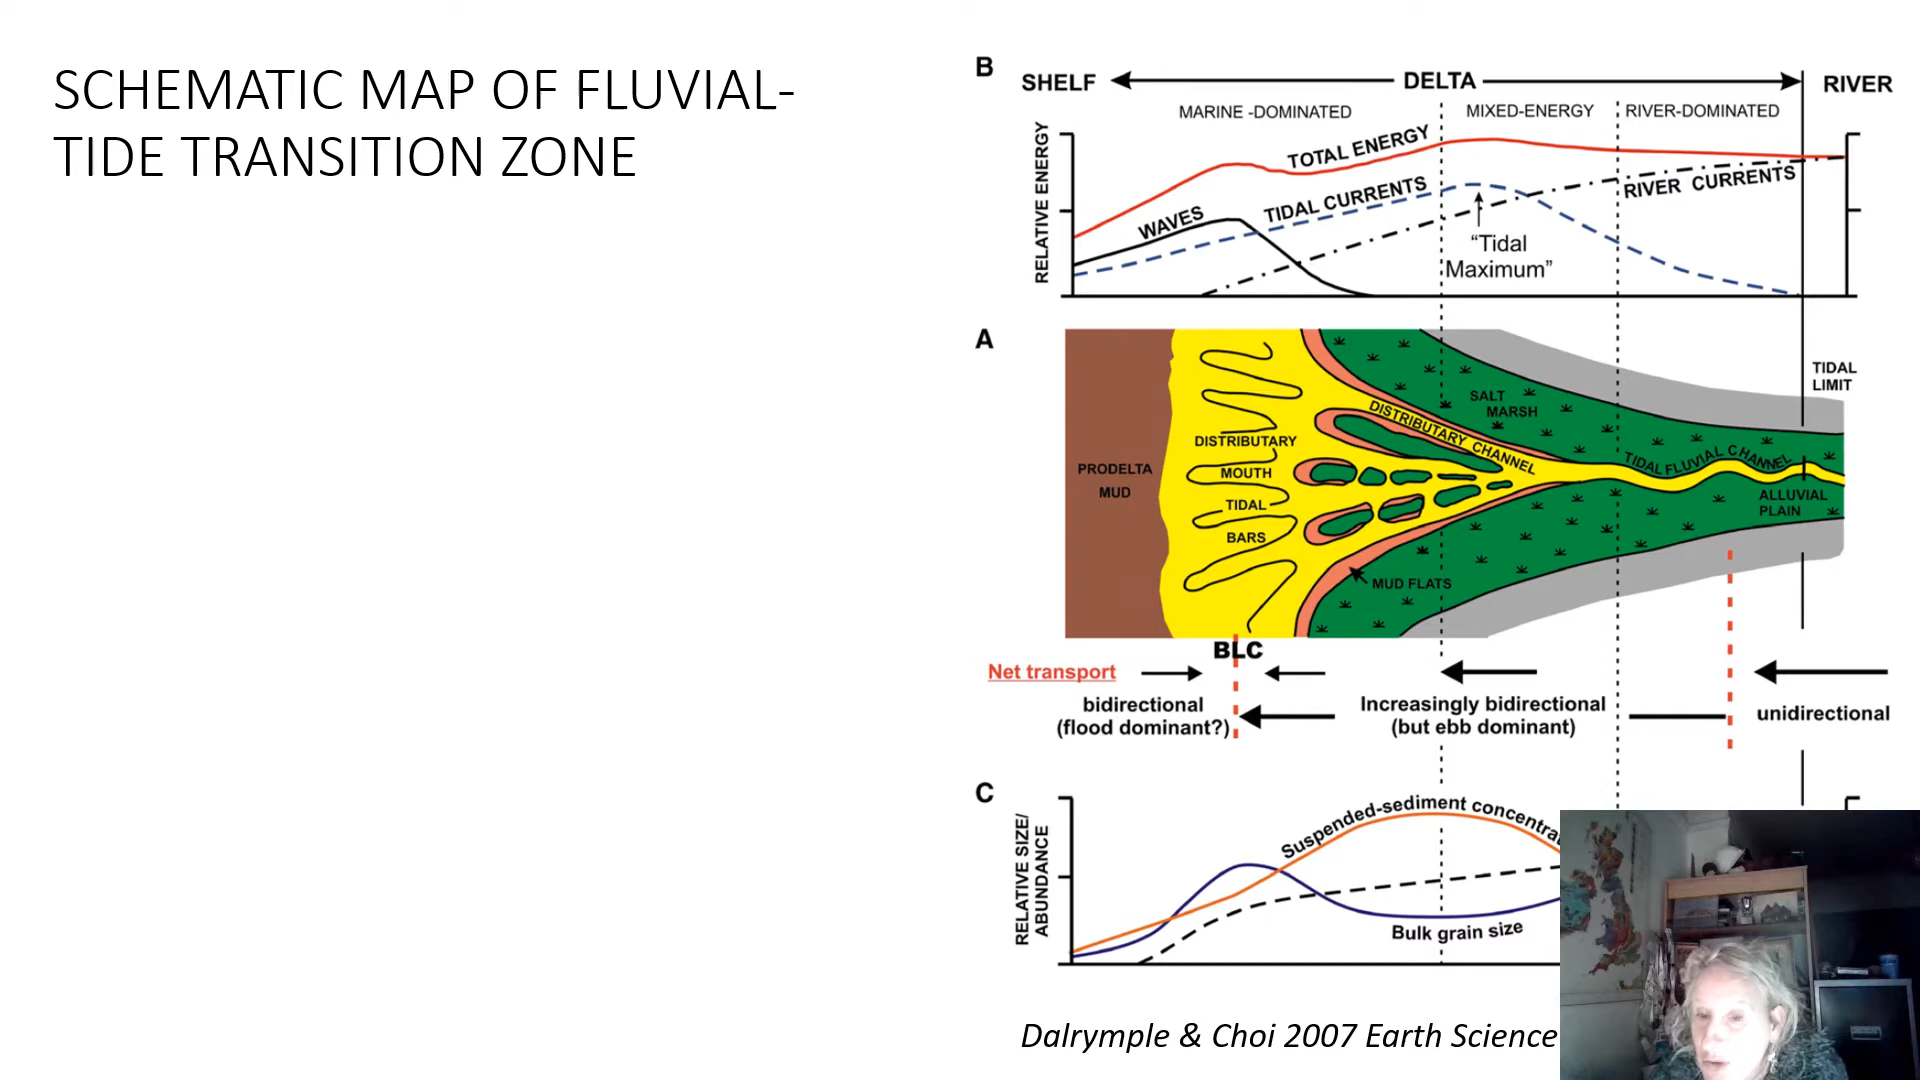 SCHEMATIC MAP OF FLUVIAL-
TIDE TRANSITION ZONE
B
SHELF
DELTA
RIVER
MARINE -DOMINATED
MIXED-ENERGY
RIVER-DOMINATED
RELATIVE ENERGY
TOTAL ENERGY
WAVES
TIDAL CURRENTS
RIVER CURRENTS
“Tidal
Maximum”
A
TIDAL
LIMIT
SALT
MARSH
DISTRIBUTARY CHANNEL
TIDAL FLUVIAL CHANNEL
PRODELTA
MUD
DISTRIBUTARY
MOUTH
TIDAL
BARS
ALLUVIAL
PLAIN
MUD FLATS
BLC
Net transport
bidirectional
(flood dominant?)
Increasingly bidirectional
(but ebb dominant)
unidirectional
C
RELATIVE SIZE/
ABUNDANCE
Suspended-sediment concentra
Bulk grain size
Dalrymple & Choi 2007 Earth Science